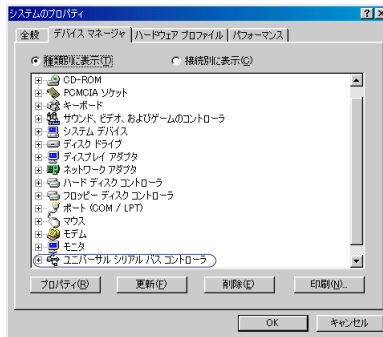 システムのプロパティ
全般 デバイス マネージャ ハードウェア プロファイル パフォーマンス
種類別に表示(T) 接続別に表示(C)
CD-ROM
PCMCIA ソケット
キーボード
サウンド、ビデオ、およびゲームのコントローラ
システム デバイス
ディスク ドライブ
ディスプレイ アダプタ
ネットワーク アダプタ
ハード ディスク コントローラ
フロッピー ディスク コントローラ
ポート (COM / LPT)
マウス
モデム
モニタ
ユニバーサル シリアル バス コントローラ
プロパティ(R) 更新(F) 削除(E) 印刷(N)...
OK キャンセル